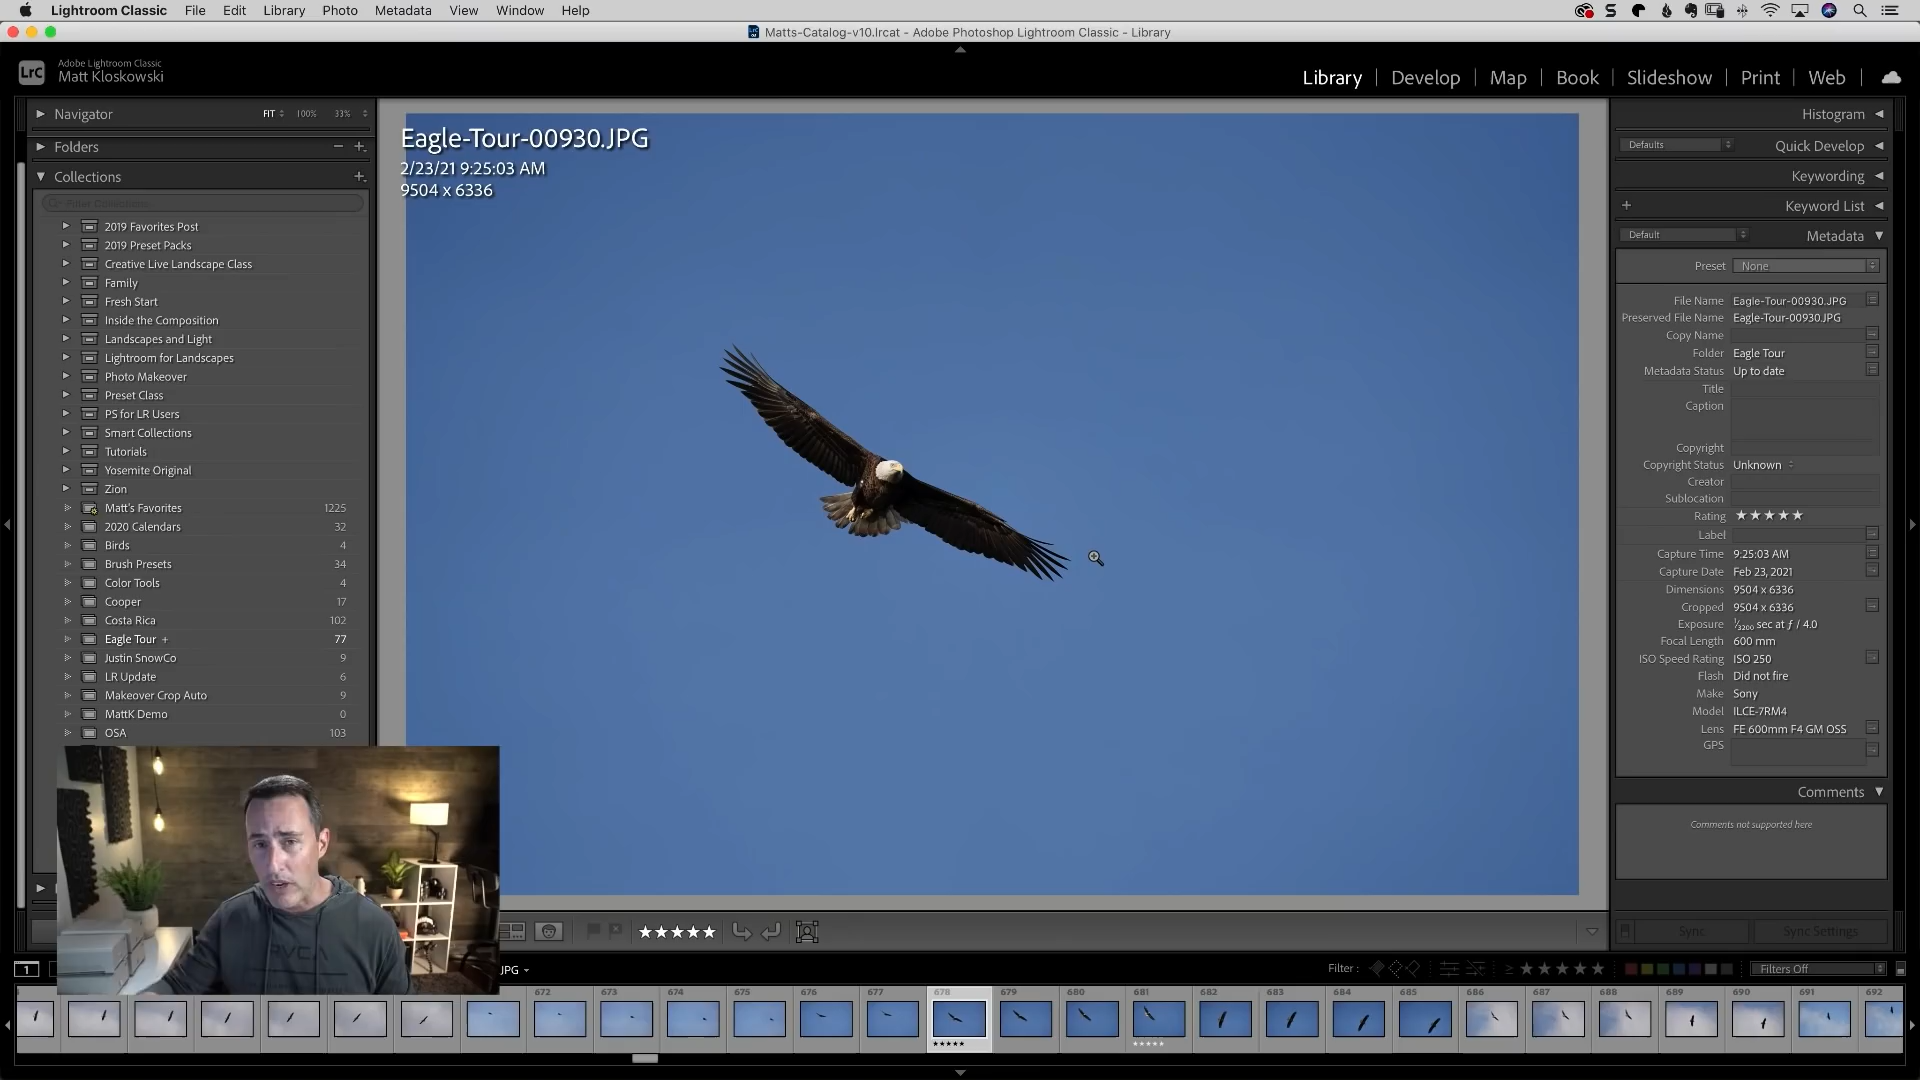 Lightroom Classic File Edit Library Photo Metadata View Window Help
Matts-Catalog-v10.lrcat - Adobe Photoshop Lightroom Classic - Library
LrC
Adobe Lightroom Classic
Matt Kloskowski
Library | Develop | Map | Book | Slideshow | Print | Web
Navigator FIT 100% 33%
Folders
Collections
Filter Collections
2019 Favorites Post
2019 Preset Packs
Creative Live Landscape Class
Family
Fresh Start
Inside the Composition
Landscapes and Light
Lightroom for Landscapes
Photo Makeover
Preset Class
PS for LR Users
Smart Collections
Tutorials
Yosemite Original
Zion
Matt's Favorites 1225
2020 Calendars 32
Birds 4
Brush Presets 34
Color Tools 4
Cooper 17
Costa Rica 102
Eagle Tour + 77
Justin SnowCo 9
LR Update 6
Makeover Crop Auto 9
MattK Demo 0
OSA 103
Eagle-Tour-00930.JPG
2/23/21 9:25:03 AM
9504 x 6336
Histogram
Defaults Quick Develop
Keywording
+ Keyword List
Default Metadata
Preset None
File Name Eagle-Tour-00930.JPG
Preserved File Name Eagle-Tour-00930.JPG
Copy Name
Folder Eagle Tour
Metadata Status Up to date
Title
Caption
Copyright
Copyright Status Unknown
Creator
Sublocation
Rating ★★★★★
Label
Capture Time 9:25:03 AM
Capture Date Feb 23, 2021
Dimensions 9504 x 6336
Cropped 9504 x 6336
Exposure 1/3200 sec at ƒ / 4.0
Focal Length 600 mm
ISO Speed Rating ISO 250
Flash Did not fire
Make Sony
Model ILCE-7RM4
Lens FE 600mm F4 GM OSS
GPS
Comments
Comments not supported here
Sync Sync Settings
RVCA
★★★★★
1 JPG Filter : ≥ ★★★★★ Filters Off
672 673 674 675 676 677 678 679 680 681 682 683 684 685 686 687 688 689 690 691 692
★★★★★ ★★★★★